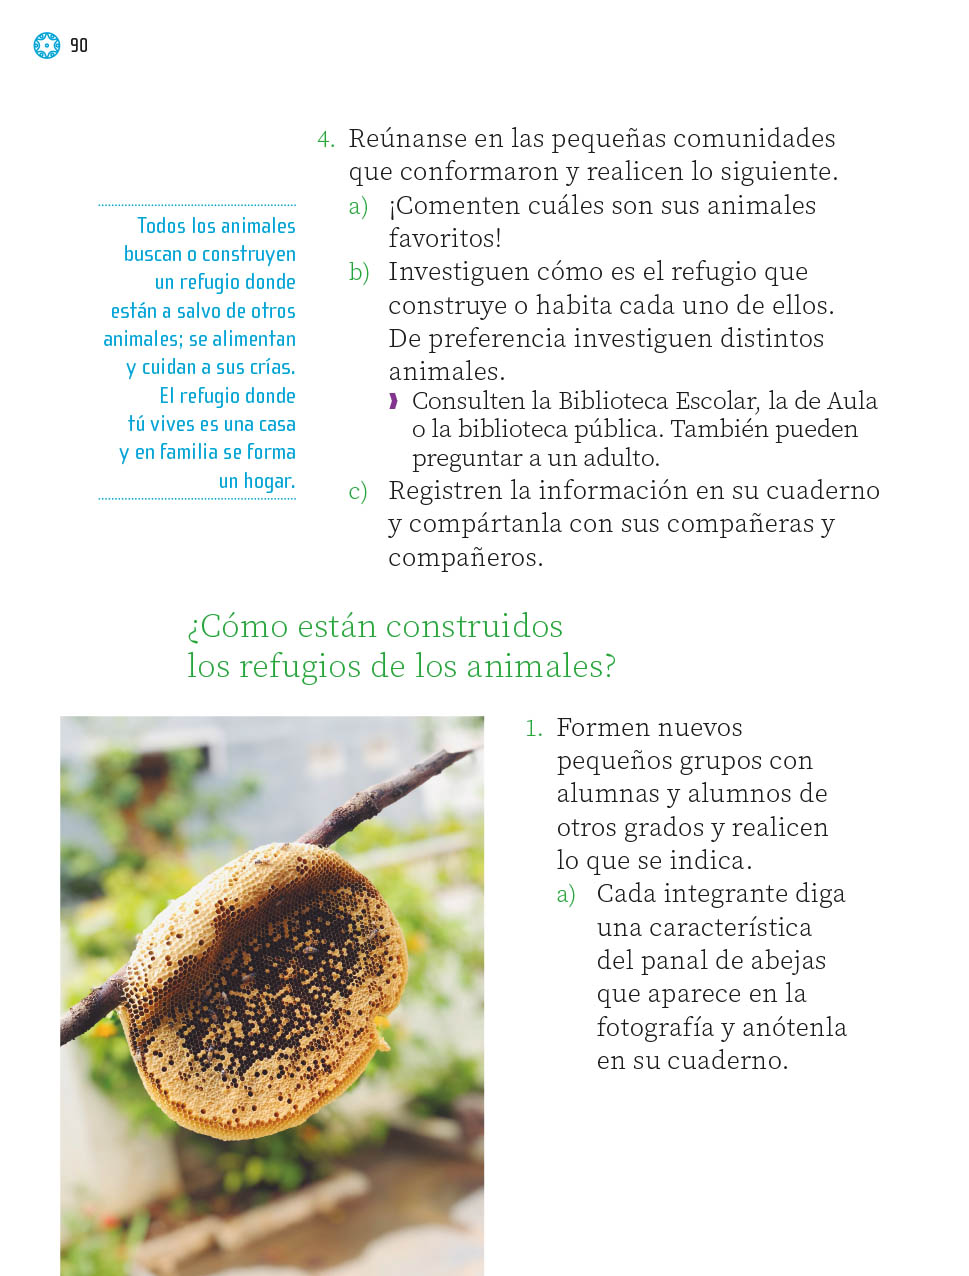 90
4. Reúnanse en las pequeñas comunidades
que conformaron y realicen lo siguiente.
a) ¡Comenten cuáles son sus animales
favoritos!
b) Investiguen cómo es el refugio que
construye o habita cada uno de ellos.
De preferencia investiguen distintos
animales.
Consulten la Biblioteca Escolar, la de Aula
o la biblioteca pública. También pueden
preguntar a un adulto.
c) Registren la información en su cuaderno
y compártanla con sus compañeras y
compañeros.
Todos los animales
buscan o construyen
un refugio donde
están a salvo de otros
animales; se alimentan
y cuidan a sus crías.
El refugio donde
tú vives es una casa
y en familia se forma
un hogar.
¿Cómo están construidos
los refugios de los animales?
1. Formen nuevos
pequeños grupos con
alumnas y alumnos de
otros grados y realicen
lo que se indica.
a) Cada integrante diga
una característica
del panal de abejas
que aparece en la
fotografía y anótenla
en su cuaderno.